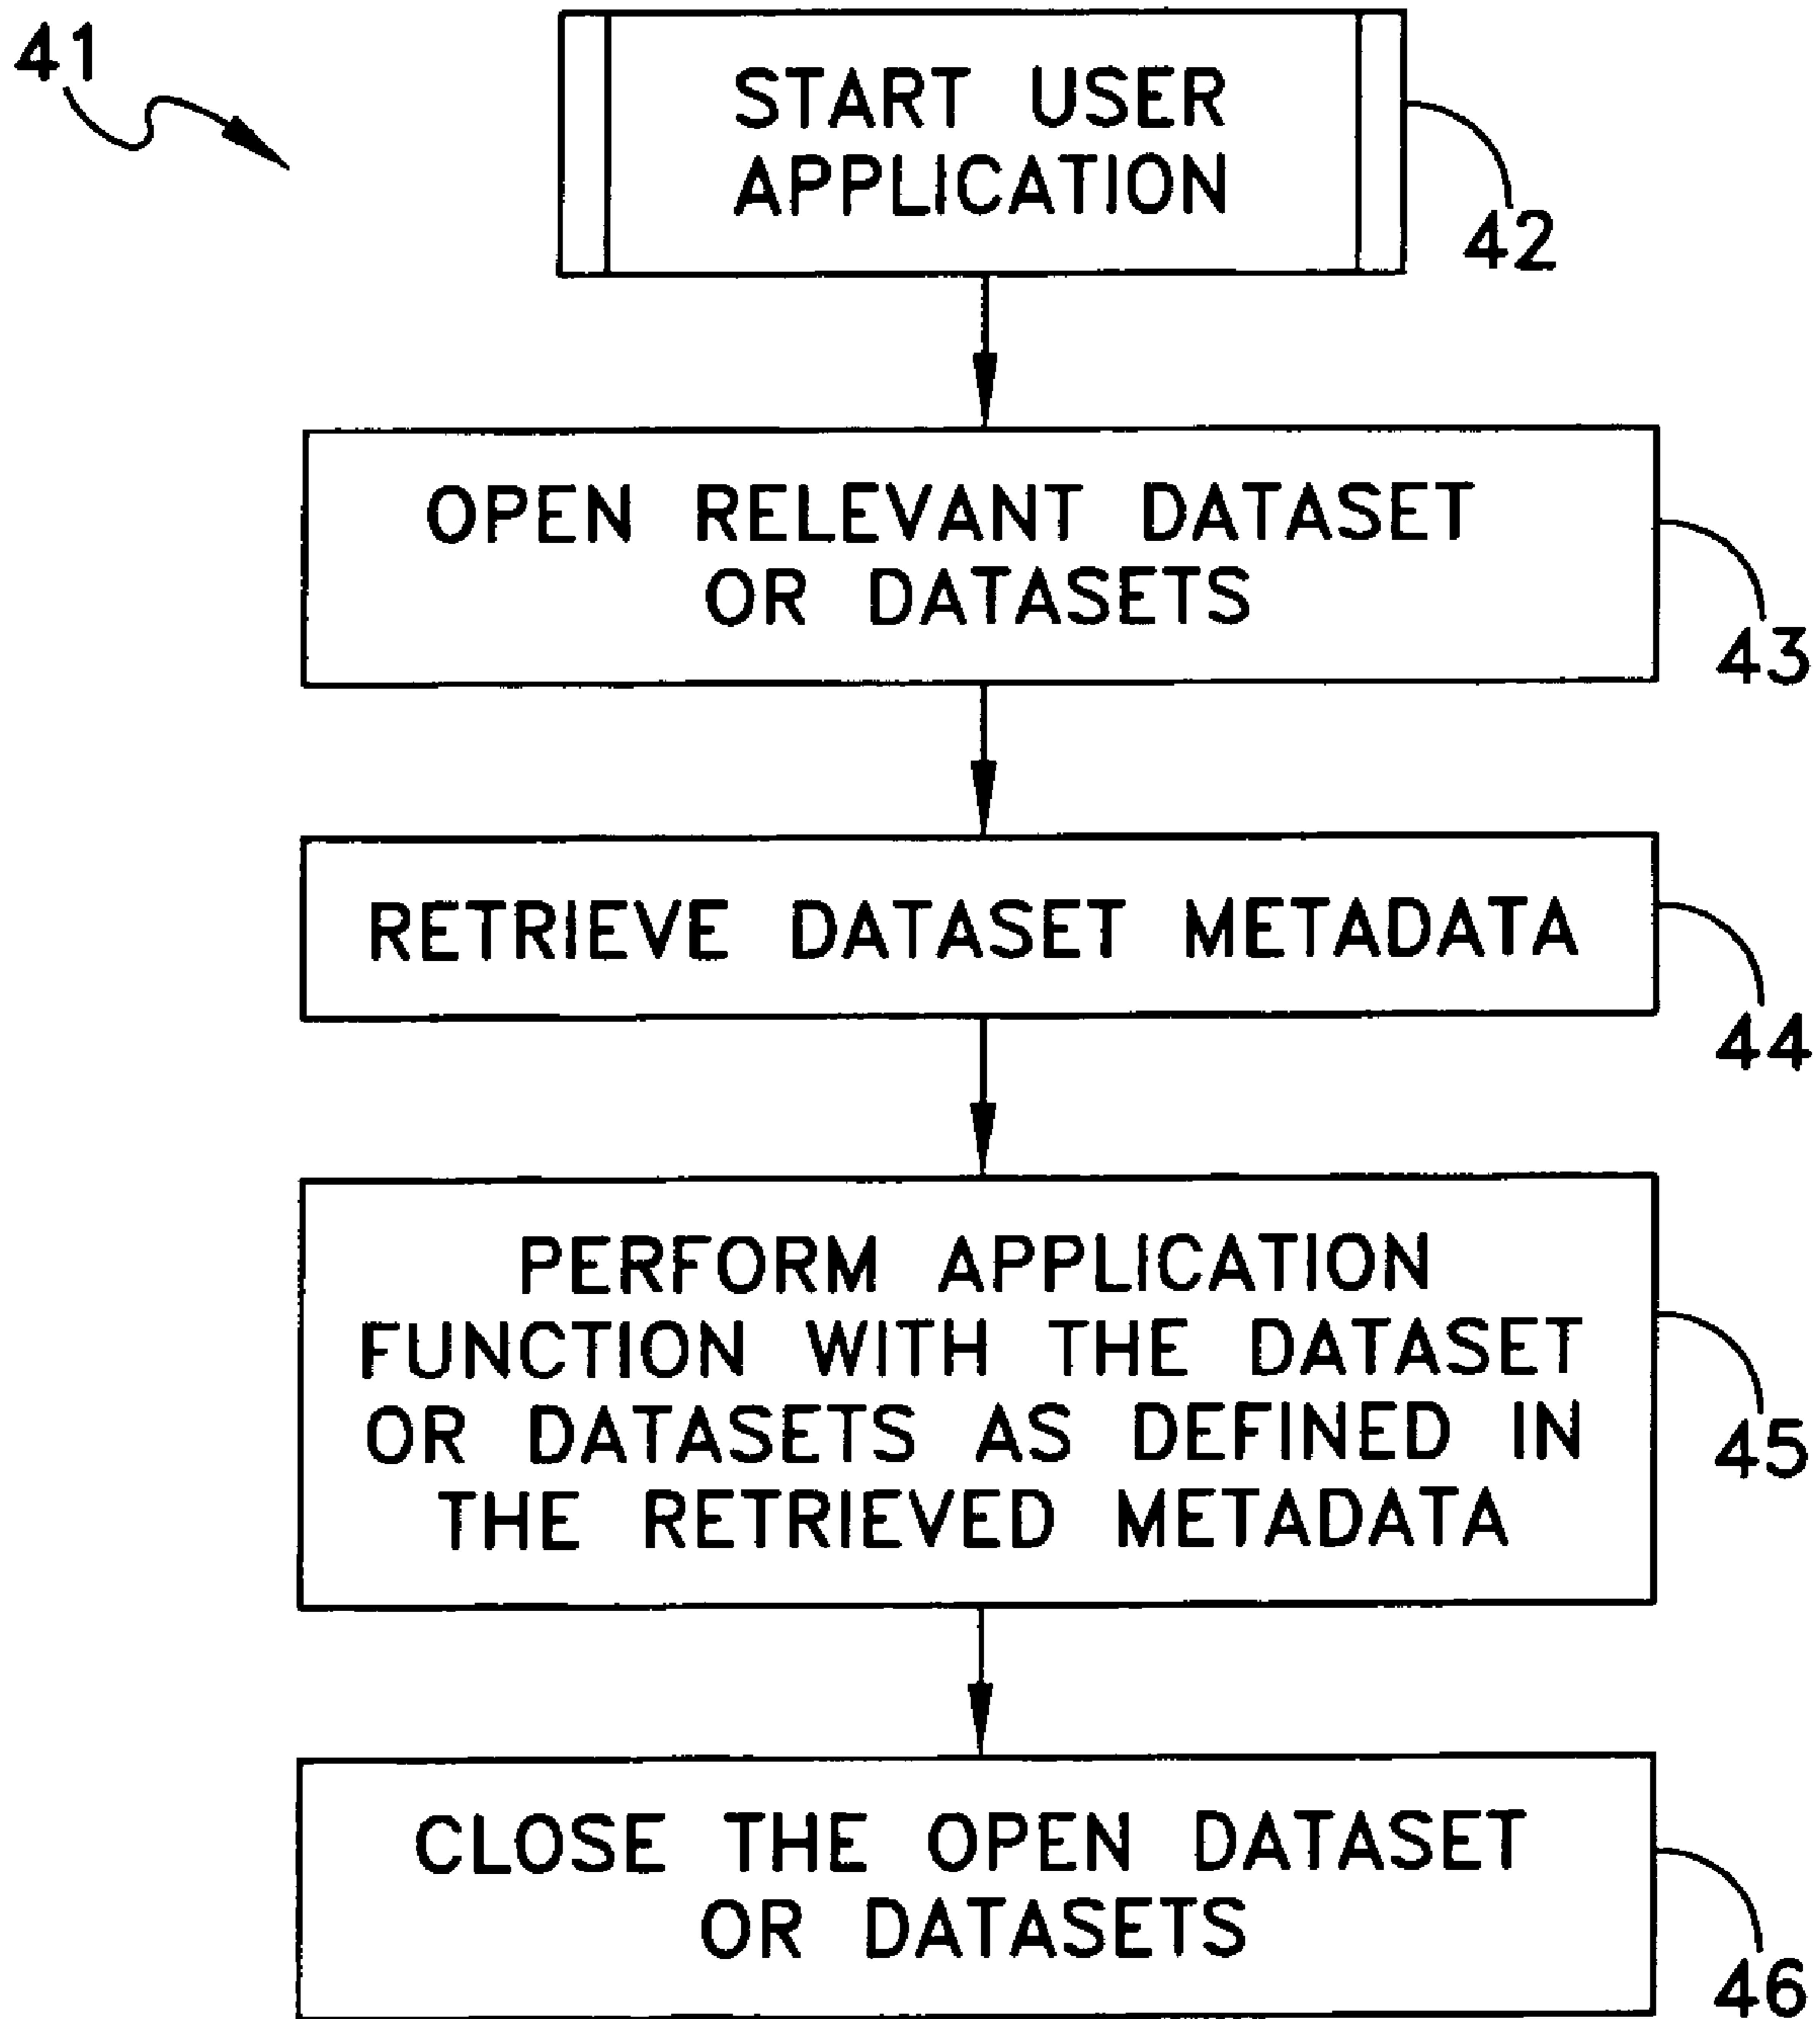 41
START USER
APPLICATION
42
OPEN RELEVANT DATASET
OR DATASETS
43
RETRIEVE DATASET METADATA
44
PERFORM APPLICATION
FUNCTION WITH THE DATASET
OR DATASETS AS DEFINED IN
THE RETRIEVED METADATA
45
CLOSE THE OPEN DATASET
OR DATASETS
46